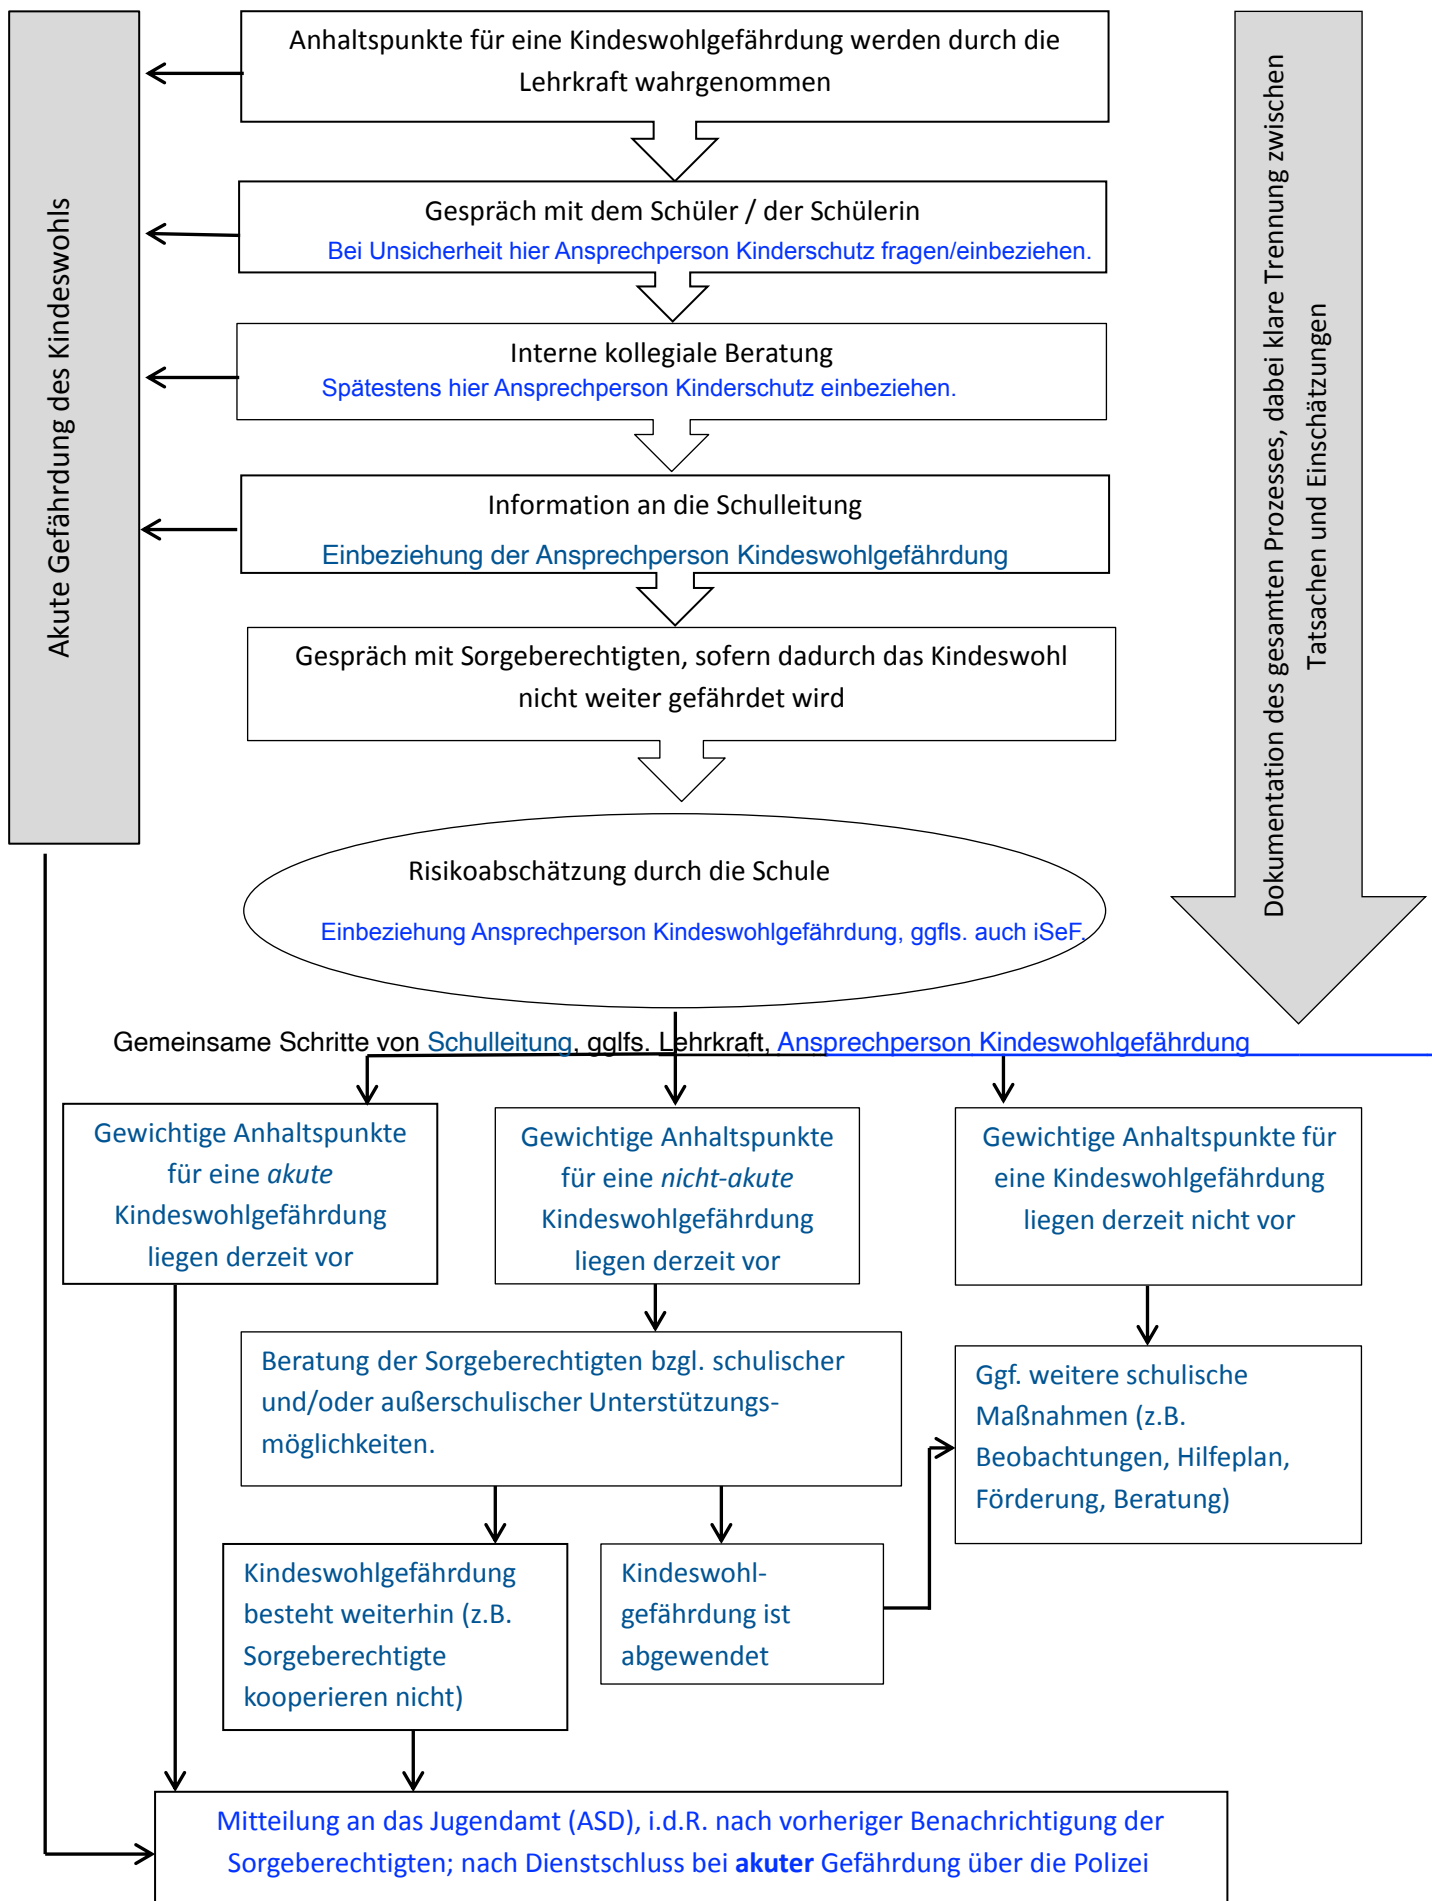 Anhaltspunkte für eine Kindeswohlgefährdung werden durch die
Lehrkraft wahrgenommen
Gespräch mit dem Schüler / der Schülerin
Bei Unsicherheit hier Ansprechperson Kinderschutz fragen/einbeziehen.
Interne kollegiale Beratung
Spätestens hier Ansprechperson Kinderschutz einbeziehen.
Information an die Schulleitung
Einbeziehung der Ansprechperson Kindeswohlgefährdung
Gespräch mit Sorgeberechtigten, sofern dadurch das Kindeswohl
nicht weiter gefährdet wird
Risikoabschätzung durch die Schule
Einbeziehung Ansprechperson Kindeswohlgefährdung, ggfls. auch iSeF.
Akute Gefährdung des Kindeswohls
Dokumentation des gesamten Prozesses, dabei klare Trennung zwischen
Tatsachen und Einschätzungen
Gemeinsame Schritte von Schulleitung, gglfs. Lehrkraft, Ansprechperson Kindeswohlgefährdung
Gewichtige Anhaltspunkte
für eine akute
Kindeswohlgefährdung
liegen derzeit vor
Gewichtige Anhaltspunkte
für eine nicht-akute
Kindeswohlgefährdung
liegen derzeit vor
Gewichtige Anhaltspunkte für
eine Kindeswohlgefährdung
liegen derzeit nicht vor
Beratung der Sorgeberechtigten bzgl. schulischer
und/oder außerschulischer Unterstützungs-
möglichkeiten.
Ggf. weitere schulische
Maßnahmen (z.B.
Beobachtungen, Hilfeplan,
Förderung, Beratung)
Kindeswohlgefährdung
besteht weiterhin (z.B.
Sorgeberechtigte
kooperieren nicht)
Kindeswohl-
gefährdung ist
abgewendet
Mitteilung an das Jugendamt (ASD), i.d.R. nach vorheriger Benachrichtigung der
Sorgeberechtigten; nach Dienstschluss bei akuter Gefährdung über die Polizei